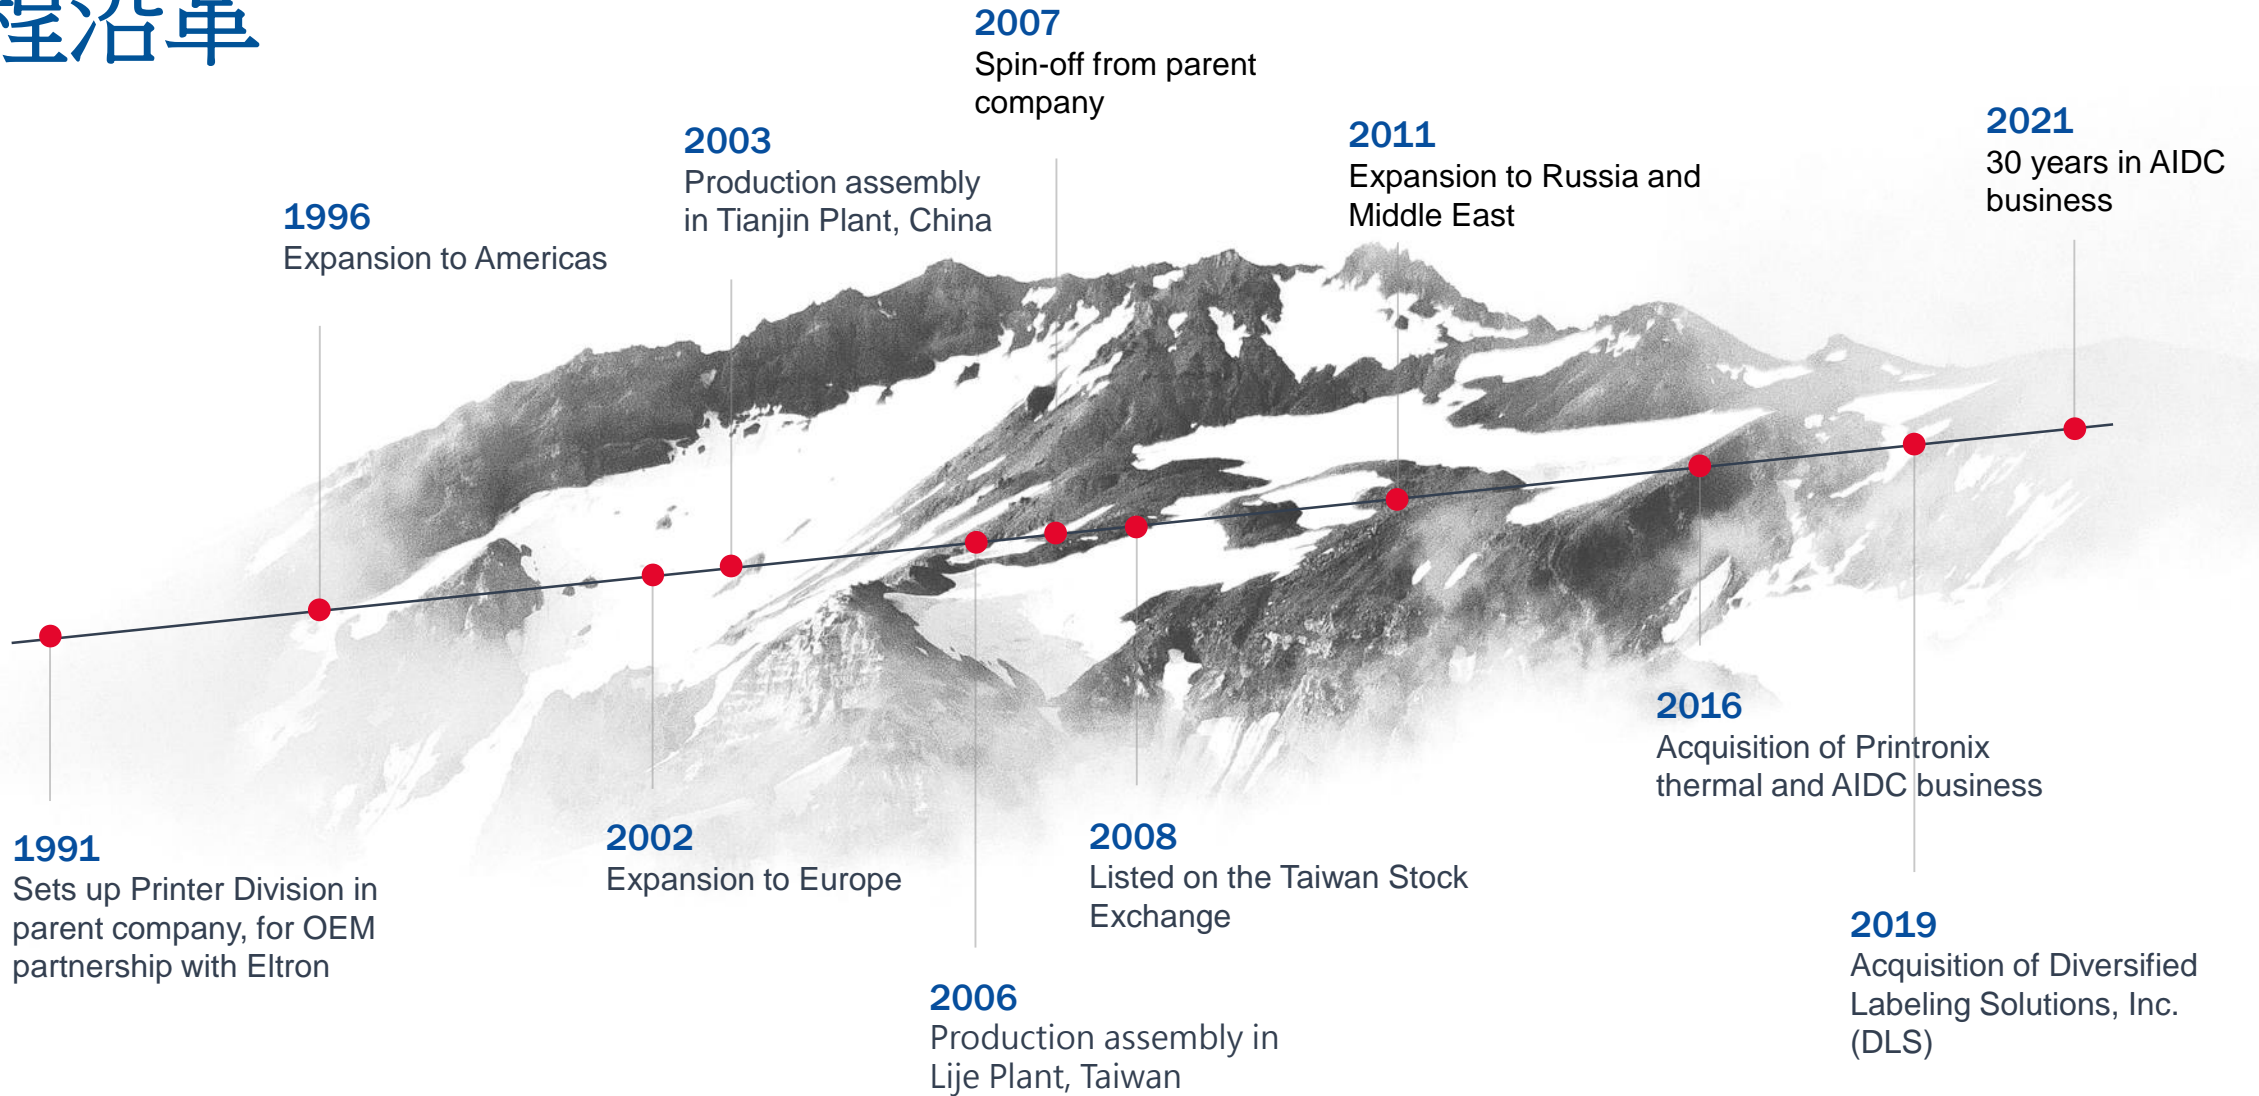 程沿革
2007
Spin-off from parent
company
2003
Production assembly
in Tianjin Plant, China
2011
Expansion to Russia and
Middle East
2021
30 years in AIDC
business
1996
Expansion to Americas
2016
Acquisition of Printronix
thermal and AIDC business
1991
Sets up Printer Division in
parent company, for OEM
partnership with Eltron
2002
Expansion to Europe
2008
Listed on the Taiwan Stock
Exchange
2019
Acquisition of Diversified
Labeling Solutions, Inc.
(DLS)
2006
Production assembly in
Lije Plant, Taiwan